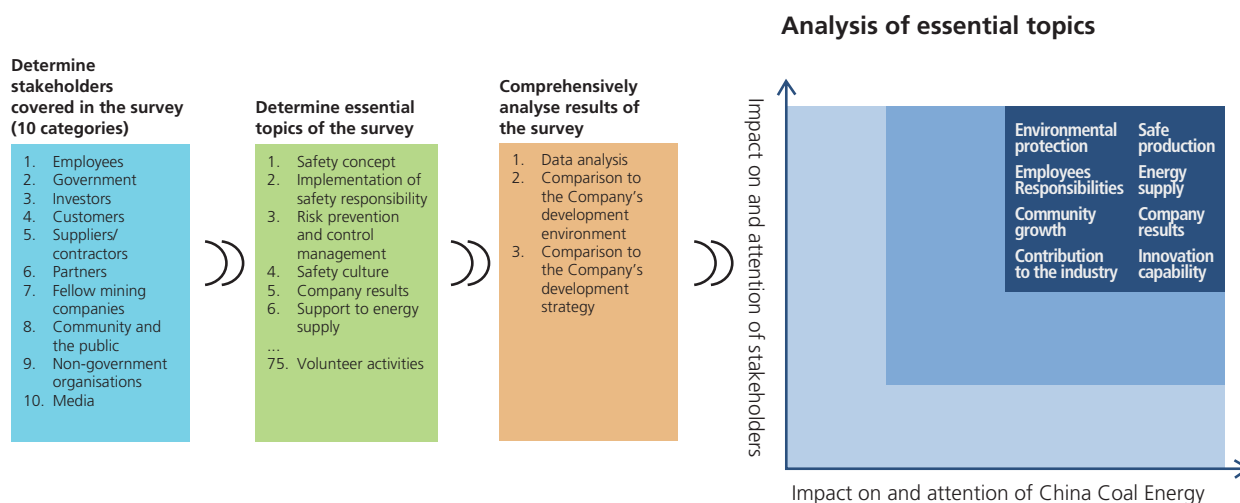 Determine
stakeholders
covered in the survey
(10 categories)
1. Employees
2. Government
3. Investors
4. Customers
5. Suppliers/
contractors
6. Partners
7. Fellow mining
companies
8. Community and
the public
9. Non-government
organisations
10. Media
Determine essential
topics of the survey
1. Safety concept
2. Implementation of
safety responsibility
3. Risk prevention
and control
management
4. Safety culture
5. Company results
6. Support to energy
supply
...
75. Volunteer activities
Comprehensively
analyse results of
the survey
1. Data analysis
2. Comparison to
the Company's
development
environment
3. Comparison to
the Company's
development
strategy
Analysis of essential topics
Impact on and attention of stakeholders
Environmental
protection
Safe
production
Employees
Responsibilities
Energy
supply
Community
growth
Company
results
Contribution
to the industry
Innovation
capability
Impact on and attention of China Coal Energy